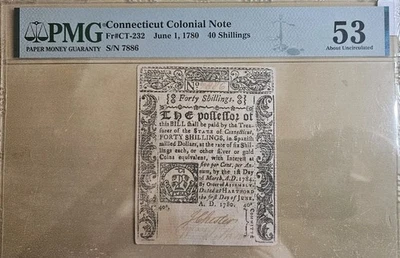 PMG
PAPER MONEY GUARANTY
Connecticut Colonial Note
Fr#CT-232 June 1, 1780 40 Shillings
S/N 7886
53
About Uncirculated
No
Forty Shillings.
THE Possessor of
this BILL shall be paid by the Trea-
surer of the STATE of Connecticut,
FORTY SHILLINGS, in Spanish
milled Dollars, at the rate of six Shil-
lings each, or other silver or gold
Coins equivalent, with Interest at
five per Cent. per An-
num, by the 1st Day
of March, A.D. 1784.
By Order of ASSEMBLY.
Dated at HARTFORD
the first Day of June,
A. D. 1780.
40s.
40s.